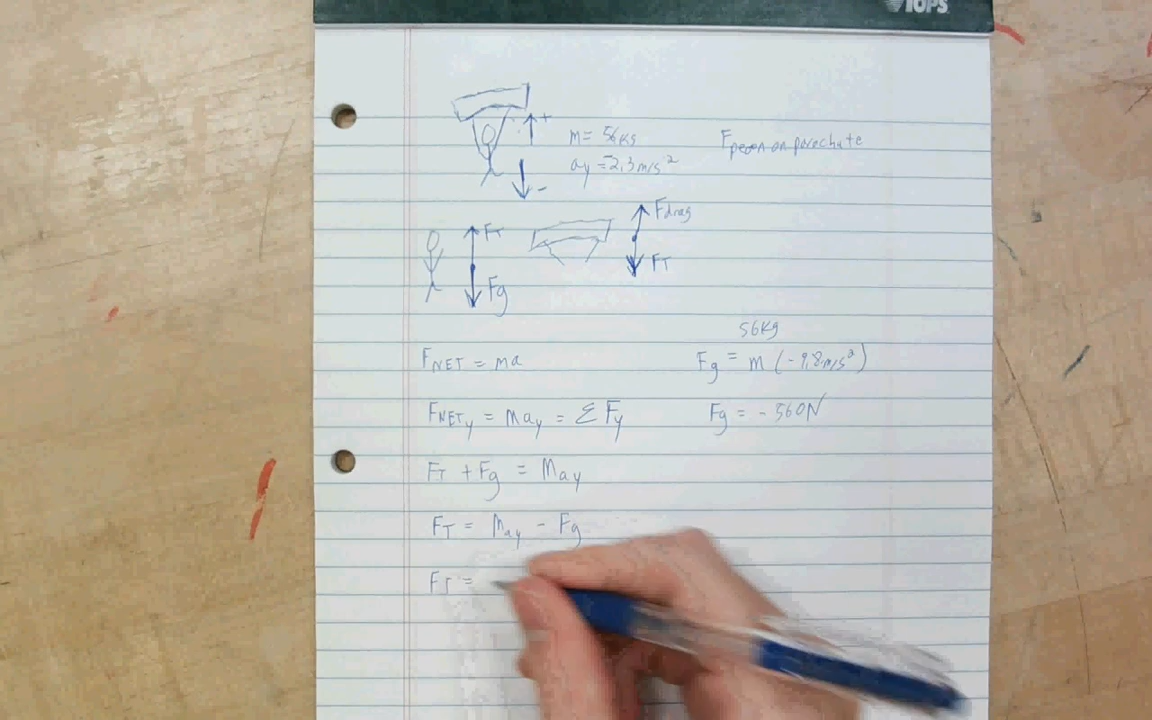 TOPS
+
m = 56Kg
F person on parachute
ay = 2.3 m/s²
-
FT
Fg
Fdrag
FT
56Kg
FNET = ma
Fg = m (-9.8 m/s²)
FNETy = may = Σ Fy
Fg = - 560N
FT + Fg = May
FT = May - Fg
FT =